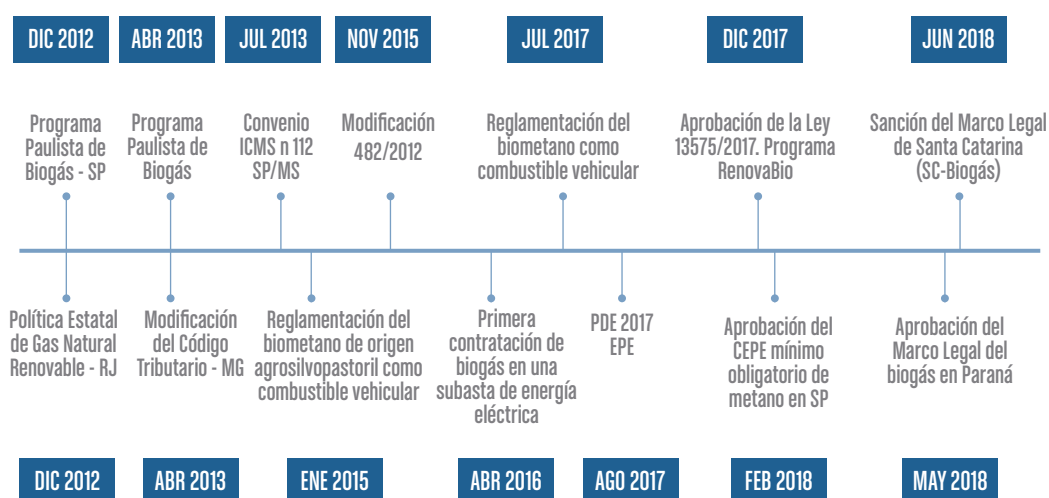 DIC 2012
ABR 2013
JUL 2013
NOV 2015
JUL 2017
DIC 2017
JUN 2018
Programa
Paulista de
Biogás - SP
Programa
Paulista de
Biogás
Convenio
ICMS n 112
SP/MS
Modificación
482/2012
Reglamentación del
biometano como
combustible vehicular
Aprobación de la Ley
13575/2017. Programa
RenovaBio
Sanción del Marco Legal
de Santa Catarina
(SC-Biogás)
Política Estatal
de Gas Natural
Renovable - RJ
Modificación
del Código
Tributario - MG
Reglamentación del
biometano de origen
agrosilvopastoril como
combustible vehicular
Primera
contratación de
biogás en una
subasta de energía
eléctrica
PDE 2017
EPE
Aprobación del
CEPE mínimo
obligatorio de
metano en SP
Aprobación del
Marco Legal del
biogás en Paraná
DIC 2012
ABR 2013
ENE 2015
ABR 2016
AGO 2017
FEB 2018
MAY 2018